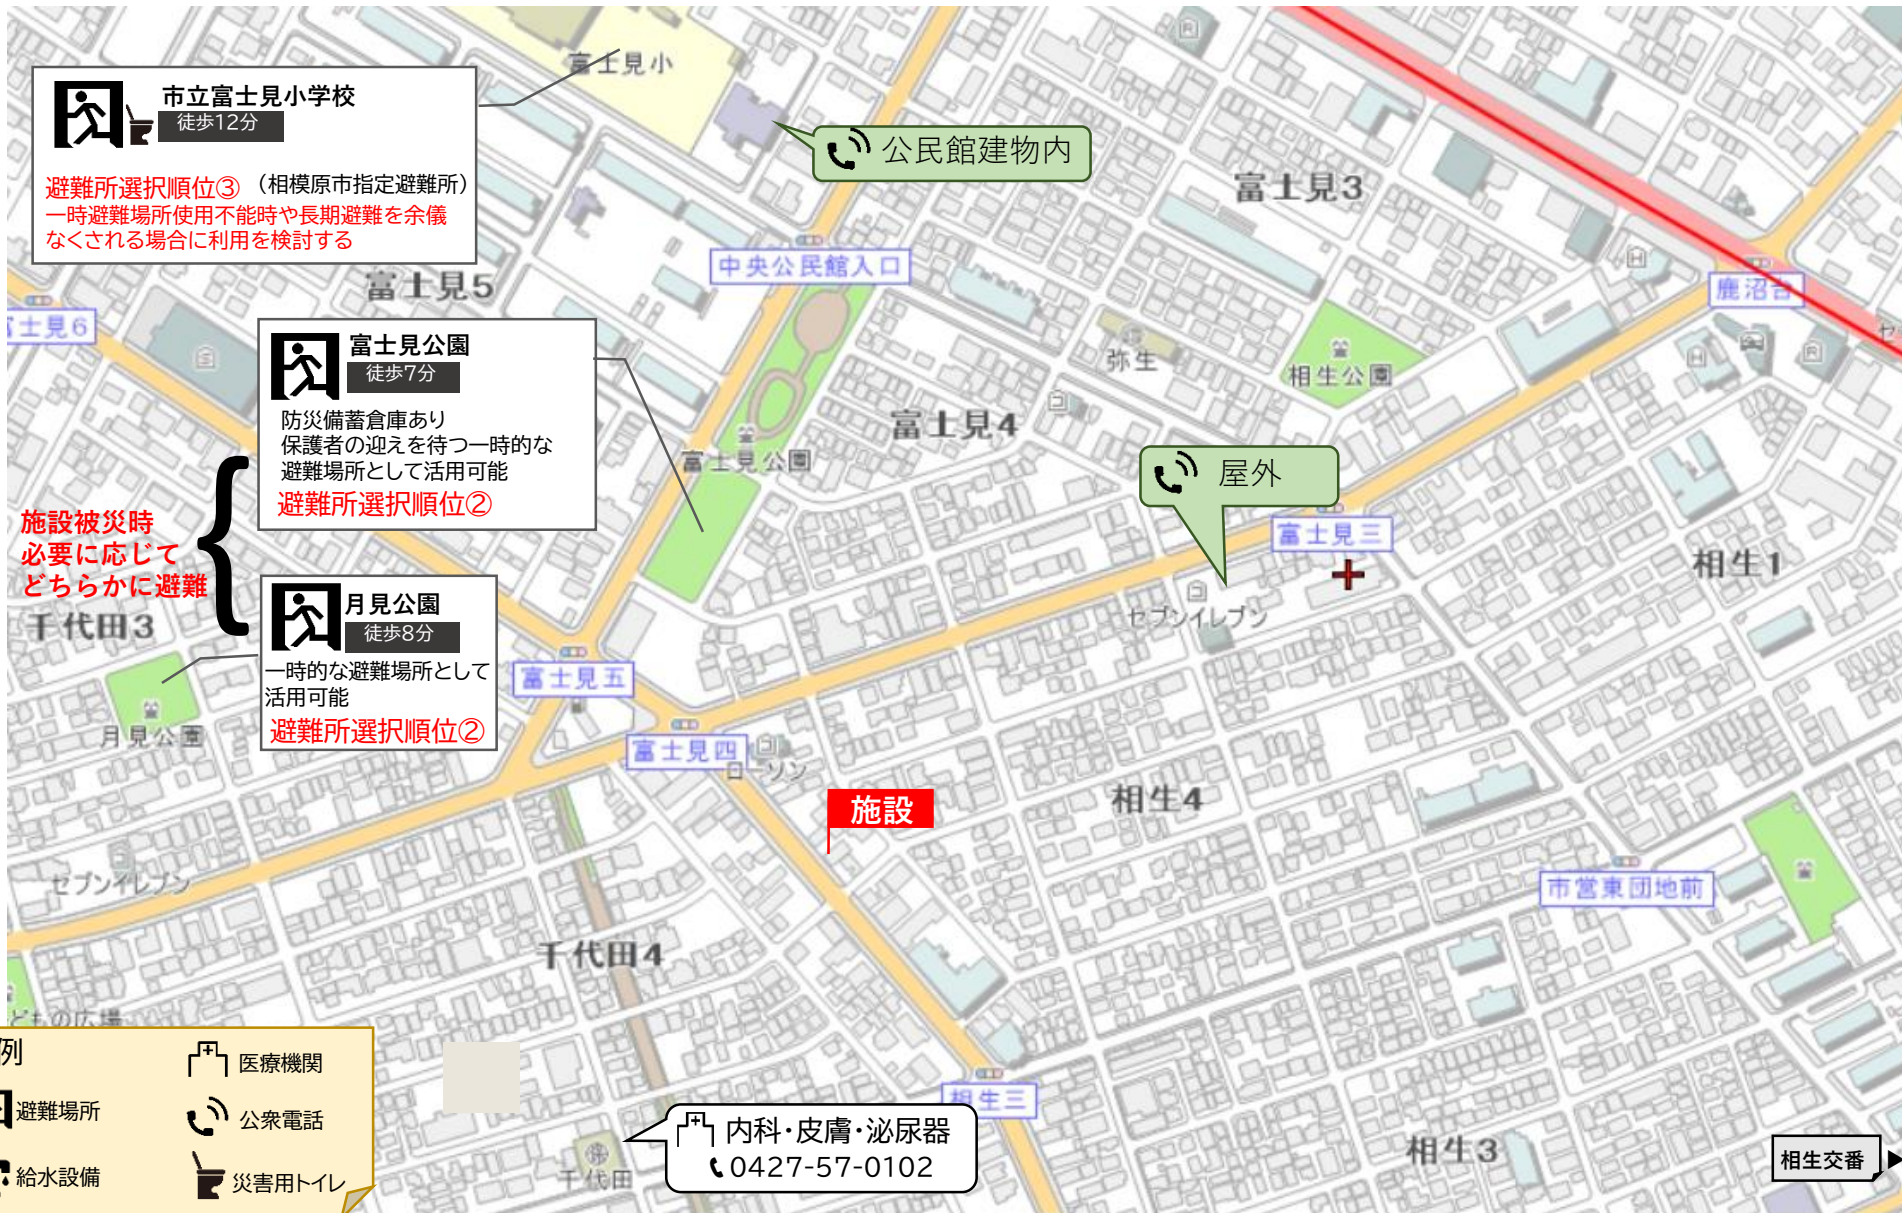 富士見小
市立富士見小学校
徒歩12分
避難所選択順位③ (相模原市指定避難所)
一時避難場所使用不能時や長期避難を余儀
なくされる場合に利用を検討する
公民館建物内
富士見3
中央公民館入口
富士見5
鹿沼台
セ
士見6
富士見公園
徒歩7分
防災備蓄倉庫あり
保護者の迎えを待つ一時的な
避難場所として活用可能
避難所選択順位②
弥生
相生公園
富士見4
富士見公園
屋外
施設被災時
必要に応じて
どちらかに避難
富士見三
相生1
セブンイレブン
千代田3
月見公園
徒歩8分
一時的な避難場所として
活用可能
避難所選択順位②
富士見五
月見公園
富士見四
ローソン
施設
相生4
セブンイレブン
市営東団地前
千代田4
どもの広場
例
医療機関
避難場所
公衆電話
給水設備
災害用トイレ
相生三
内科・皮膚・泌尿器
0427-57-0102
千代田
相生3
相生交番